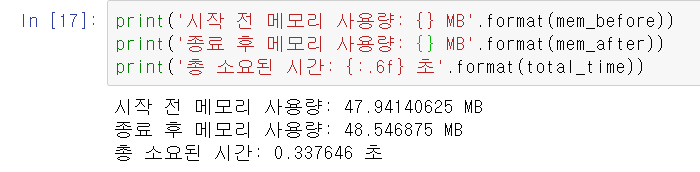 In [17]: print('시작 전 메모리 사용량: {} MB'.format(mem_before))
print('종료 후 메모리 사용량: {} MB'.format(mem_after))
print('총 소요된 시간: {:.6f} 초'.format(total_time))
시작 전 메모리 사용량: 47.94140625 MB
종료 후 메모리 사용량: 48.546875 MB
총 소요된 시간: 0.337646 초